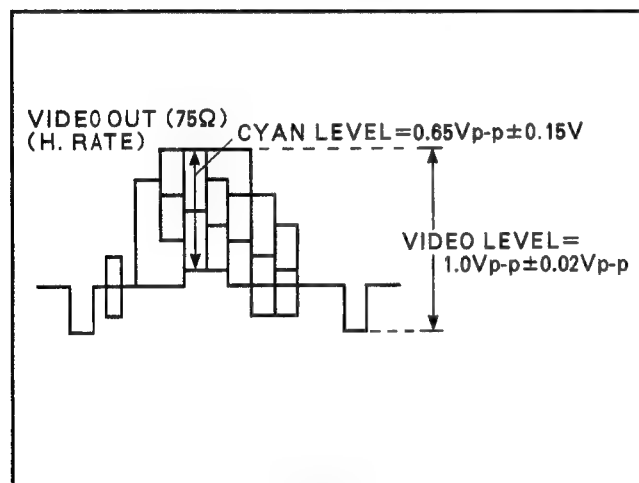 VIDEO OUT (75Ω)
(H. RATE)
CYAN LEVEL=0.65Vp-p±0.15V
VIDEO LEVEL=
1.0Vp-p±0.02Vp-p